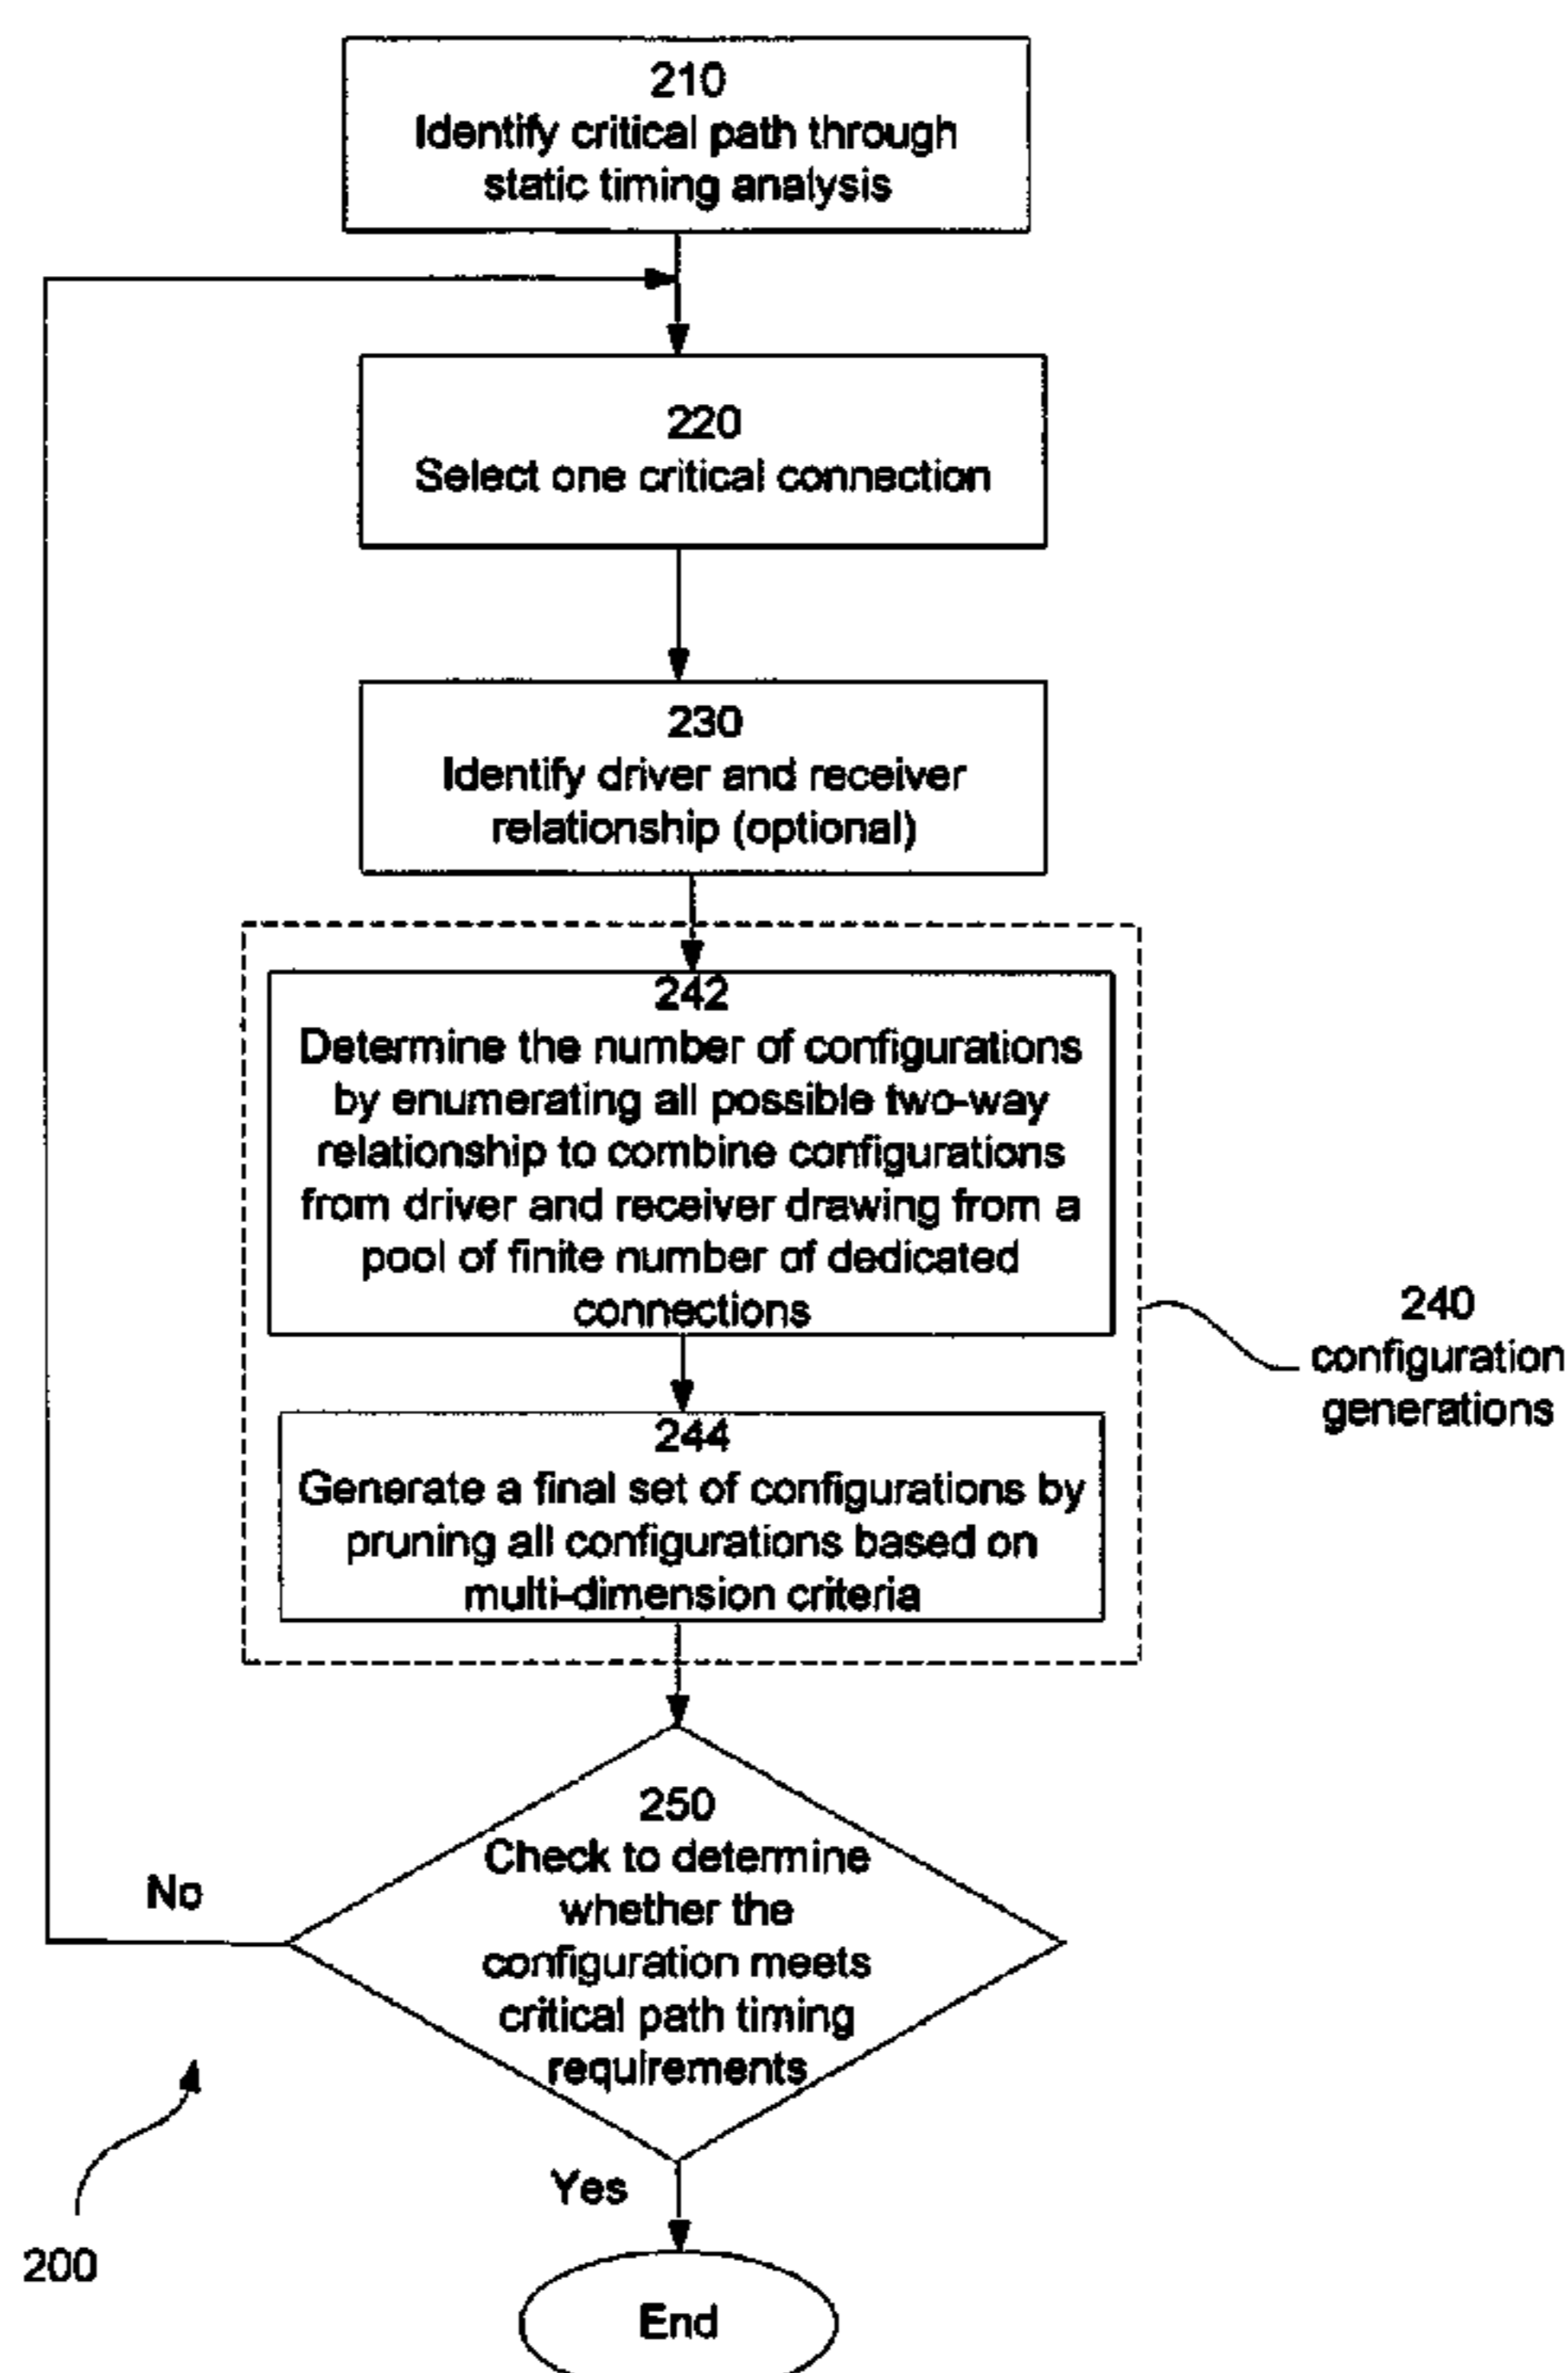 210
Identify critical path through
static timing analysis
220
Select one critical connection
230
Identify driver and receiver
relationship (optional)
242
Determine the number of configurations
by enumerating all possible two-way
relationship to combine configurations
from driver and receiver drawing from a
pool of finite number of dedicated
connections
240
configuration
generations
244
Generate a final set of configurations by
pruning all configurations based on
multi-dimension criteria
250
Check to determine
whether the
configuration meets
critical path timing
requirements
No
Yes
200
End